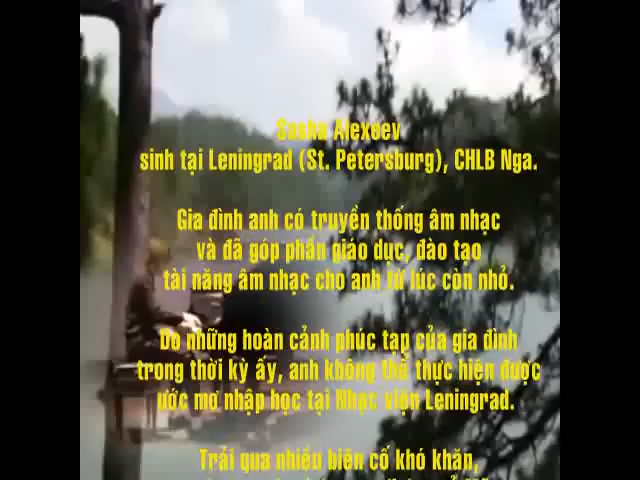 Sasha Alexeev
sinh tại Leningrad (St. Petersburg), CHLB Nga.
Gia đình anh có truyền thống âm nhạc
và đã góp phần giáo dục, đào tạo
tài năng âm nhạc cho anh từ lúc còn nhỏ.
Do những hoàn cảnh phúc tạp của gia đình
trong thời kỳ ấy, anh không thể thực hiện được
ước mơ nhập học tại Nhạc viện Leningrad.
Trải qua nhiều biên cố khó khăn,